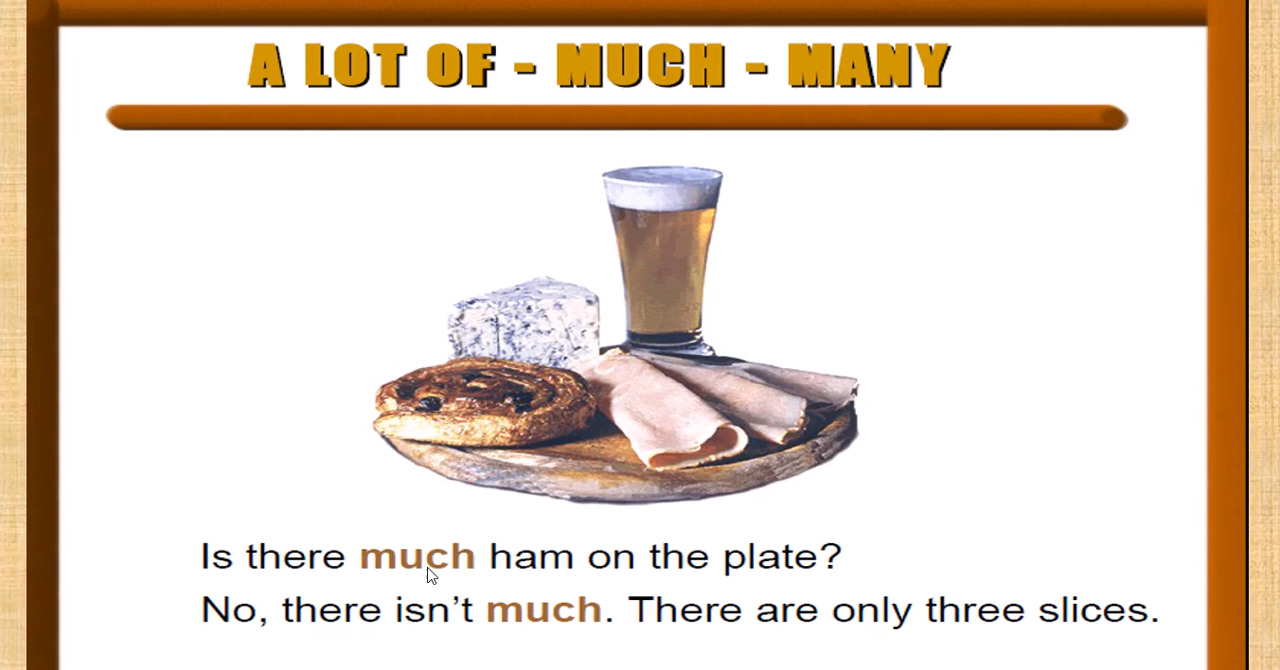 A LOT OF - MUCH - MANY
Is there much ham on the plate?
No, there isn’t much. There are only three slices.